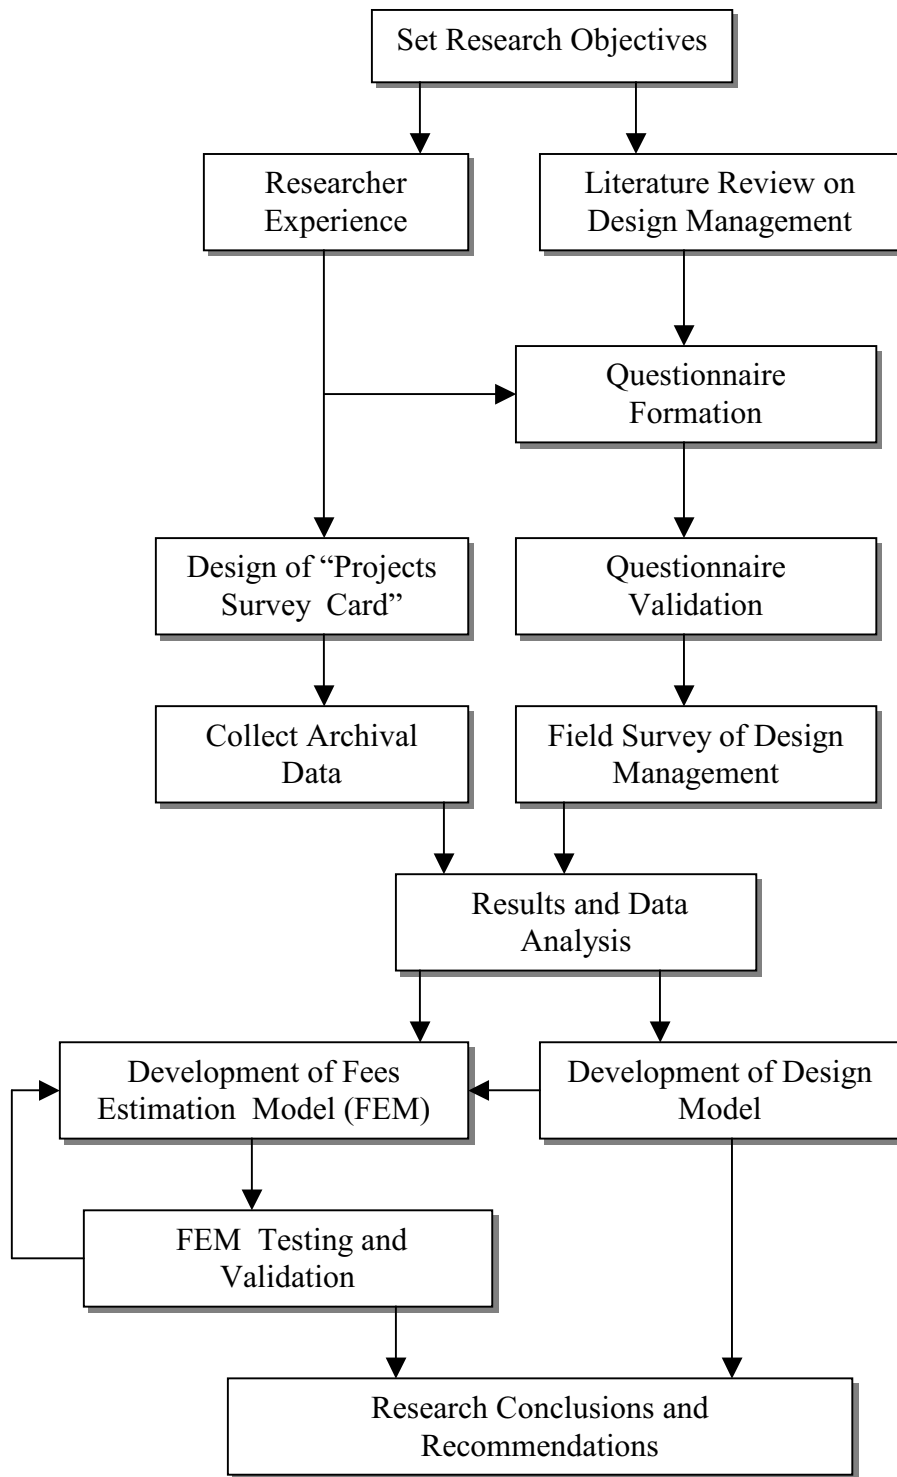 Set Research Objectives
Researcher
Experience
Literature Review on
Design Management
Questionnaire
Formation
Design of “Projects
Survey Card”
Questionnaire
Validation
Collect Archival
Data
Field Survey of Design
Management
Results and Data
Analysis
Development of Fees
Estimation Model (FEM)
Development of Design
Model
FEM Testing and
Validation
Research Conclusions and
Recommendations